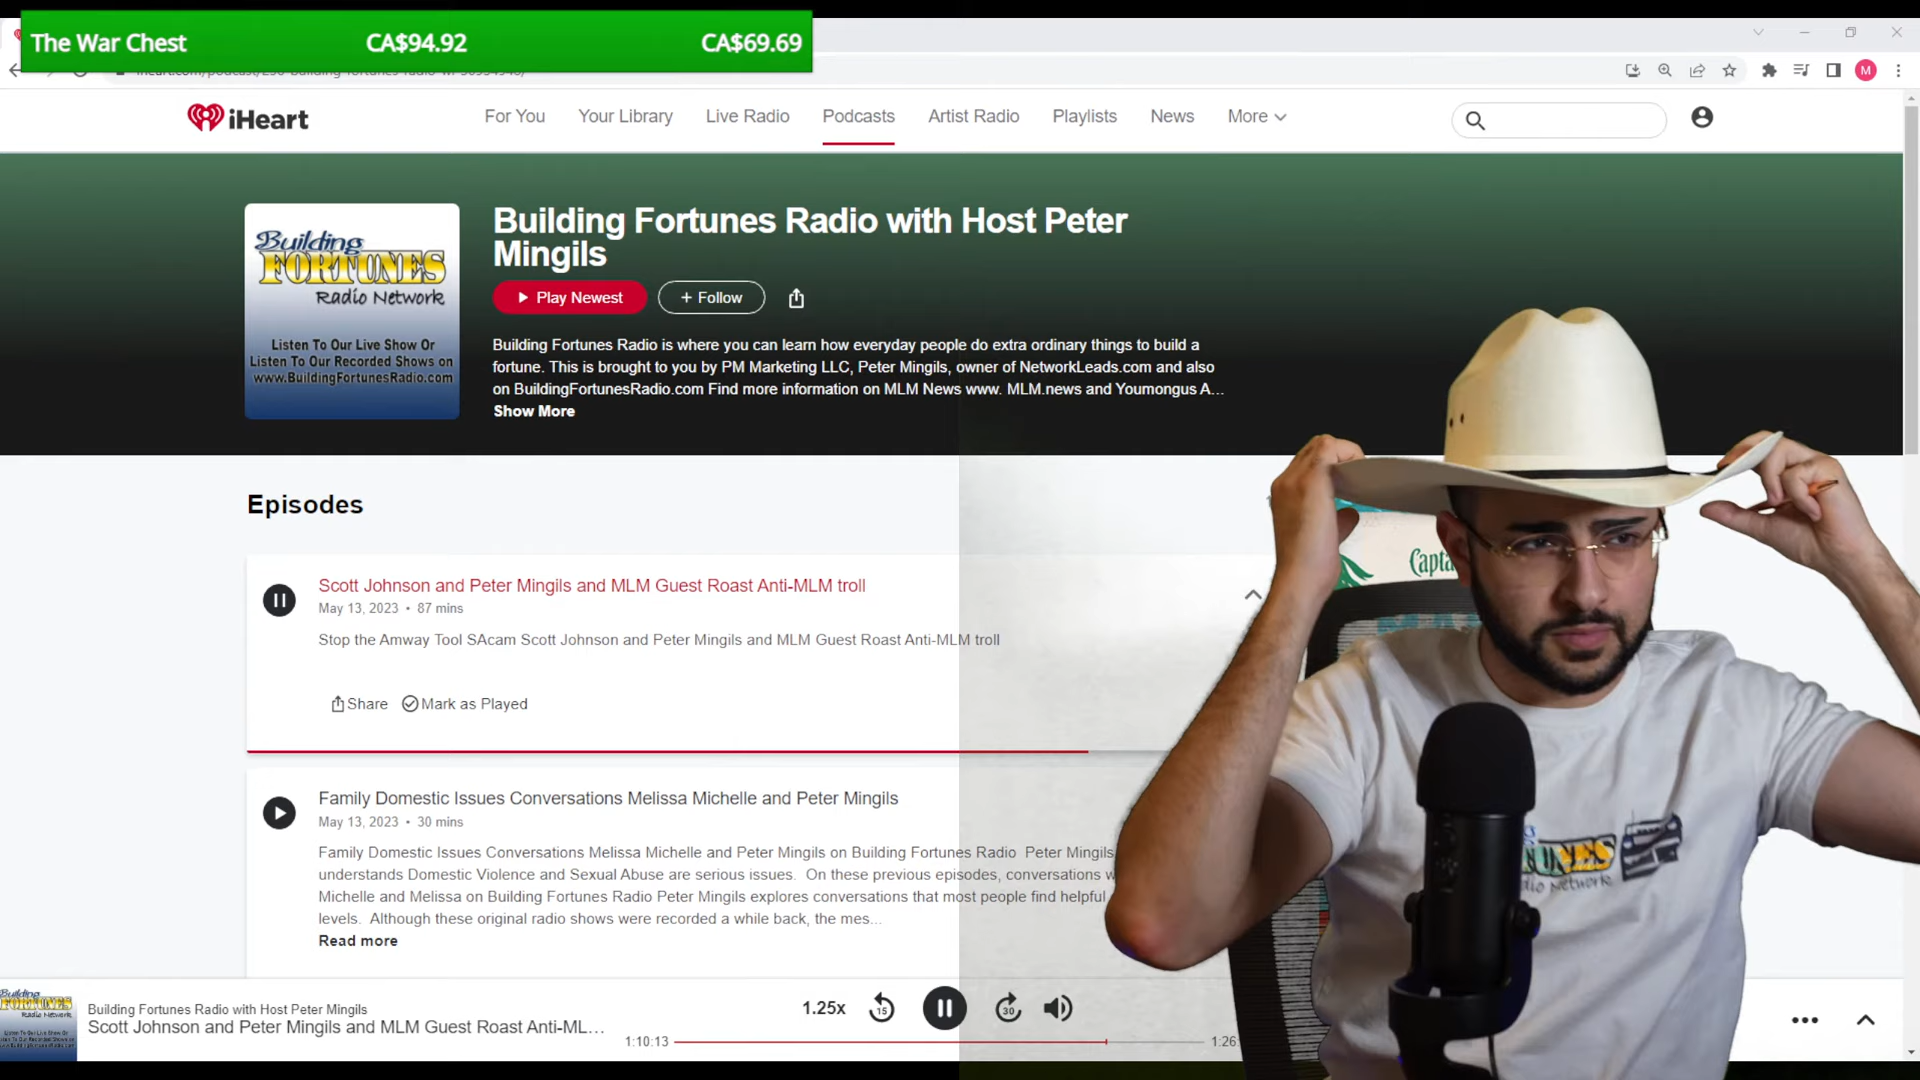 The War Chest CA$94.92 CA$69.69
iHeart For You Your Library Live Radio Podcasts Artist Radio Playlists News More
M
Building
FORTUNES
Radio Network
Listen To Our Live Show Or
Listen To Our Recorded Shows on
www.BuildingFortunesRadio.com
Building Fortunes Radio with Host Peter
Mingils
Play Newest + Follow
Building Fortunes Radio is where you can learn how everyday people do extra ordinary things to build a
fortune. This is brought to you by PM Marketing LLC, Peter Mingils, owner of NetworkLeads.com and also
on BuildingFortunesRadio.com Find more information on MLM News www. MLM.news and Youmongus A...
Show More
Episodes
Scott Johnson and Peter Mingils and MLM Guest Roast Anti-MLM troll
May 13, 2023 • 87 mins
Stop the Amway Tool SAcam Scott Johnson and Peter Mingils and MLM Guest Roast Anti-MLM troll
Share Mark as Played
Family Domestic Issues Conversations Melissa Michelle and Peter Mingils
May 13, 2023 • 30 mins
Family Domestic Issues Conversations Melissa Michelle and Peter Mingils on Building Fortunes Radio Peter Mingils
understands Domestic Violence and Sexual Abuse are serious issues. On these previous episodes, conversations
Michelle and Melissa on Building Fortunes Radio Peter Mingils explores conversations that most people find helpful
levels. Although these original radio shows were recorded a while back, the mes...
Read more
Building Fortunes Radio with Host Peter Mingils
Scott Johnson and Peter Mingils and MLM Guest Roast Anti-ML...
1.25x 15 30
1:10:13 1:26